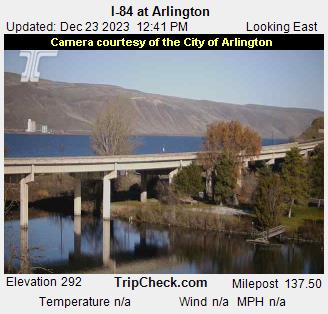 I-84 at Arlington
Updated: Dec 23 2023 12:41 PM Looking East
Camera courtesy of the City of Arlington
Elevation 292 TripCheck.com Milepost 137.50
Temperature n/a Wind n/a MPH n/a